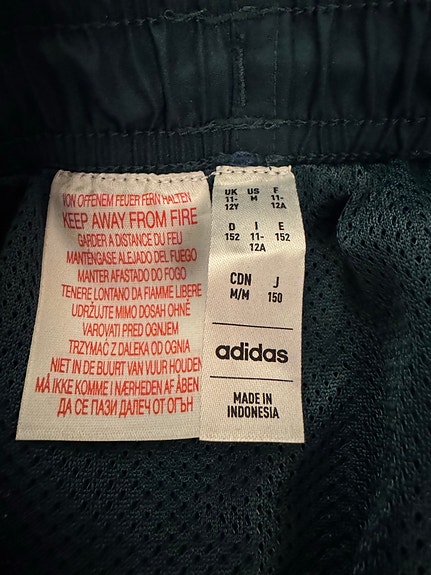 VON OFFENEM FEUER FERN HALTEN
KEEP AWAY FROM FIRE
GARDER A DISTANCE DU FEU
MANTÉNGASE ALEJADO DEL FUEGO
MANTER AFASTADO DO FOGO
TENERE LONTANO DA FIAMME LIBERE
UDRŽUJTE MIMO DOSAH OHNĚ
VAROVATI PRED OGNJEM
TRZYMAĆ Z DALEKA OD OGNIA
NIET IN DE BUURT VAN VUUR HOUDEN
MÅ IKKE KOMME I NÆRHEDEN AF ÅBEN
ДА СЕ ПАЗИ ДАЛЕЧ ОТ ОГЪН
UK US F
11- M 11-
12Y 12A
D I E
152 11- 152
12A
CDN J
M/M 150
adidas
MADE IN
INDONESIA